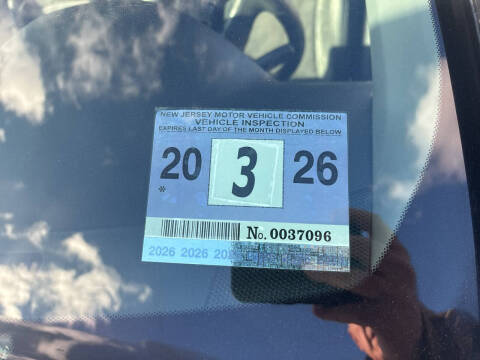 NEW JERSEY MOTOR VEHICLE COMMISSION
VEHICLE INSPECTION
EXPIRES LAST DAY OF THE MONTH DISPLAYED BELOW
20 3 26
*
No. 0037096
2026 2026